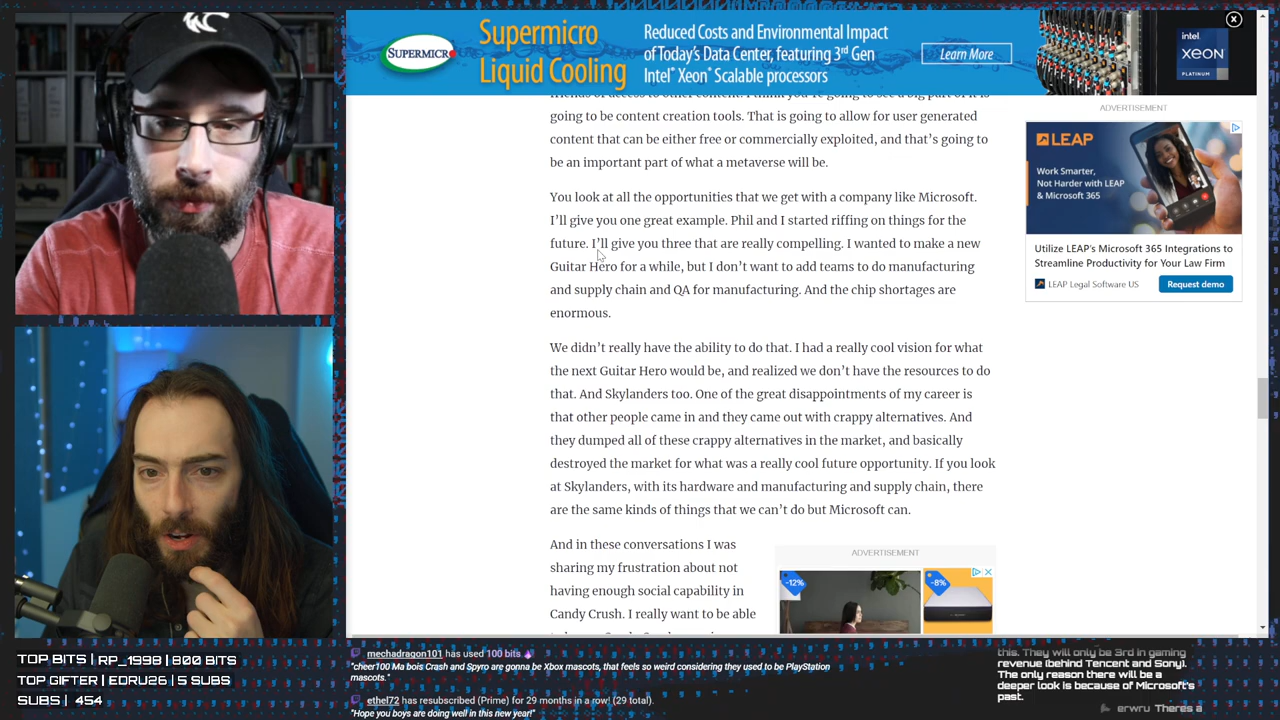 SUPERMICR
Supermicro
Liquid Cooling
Reduced Costs and Environmental Impact
of Today's Data Center, featuring 3rd Gen
Intel® Xeon® Scalable processors
Learn More
intel.
XEON
PLATINUM
going to be content creation tools. That is going to allow for user generated
content that can be either free or commercially exploited, and that's going to
be an important part of what a metaverse will be.
You look at all the opportunities that we get with a company like Microsoft.
I'll give you one great example. Phil and I started riffing on things for the
future. I'll give you three that are really compelling. I wanted to make a new
Guitar Hero for a while, but I don't want to add teams to do manufacturing
and supply chain and QA for manufacturing. And the chip shortages are
enormous.
We didn't really have the ability to do that. I had a really cool vision for what
the next Guitar Hero would be, and realized we don't have the resources to do
that. And Skylanders too. One of the great disappointments of my career is
that other people came in and they came out with crappy alternatives. And
they dumped all of these crappy alternatives in the market, and basically
destroyed the market for what was a really cool future opportunity. If you look
at Skylanders, with its hardware and manufacturing and supply chain, there
are the same kinds of things that we can't do but Microsoft can.
And in these conversations I was
sharing my frustration about not
having enough social capability in
Candy Crush. I really want to be able
ADVERTISEMENT
-12%
-8%
ADVERTISEMENT
LEAP
Work Smarter,
Not Harder with LEAP
& Microsoft 365
Utilize LEAP's Microsoft 365 Integrations to
Streamline Productivity for Your Law Firm
LEAP Legal Software US
Request demo
TOP BITS | RP_1998 | 800 BITS
TOP GIFTER | EDRU26 | 5 SUBS
SUBS | 454
mechadragon101 has used 100 bits
"cheer100 Ma bois Crash and Spyro are gonna be Xbox mascots, that feels so weird considering they used to be PlayStation
mascots."
ethel72 has resubscribed (Prime) for 29 months in a row! (29 total).
"Hope you boys are doing well in this new year!"
this. They will only be 3rd in gaming
revenue (behind Tencent and Sony).
The only reason there will be a
deeper look is because of Microsoft's
past.
erwru Theres a